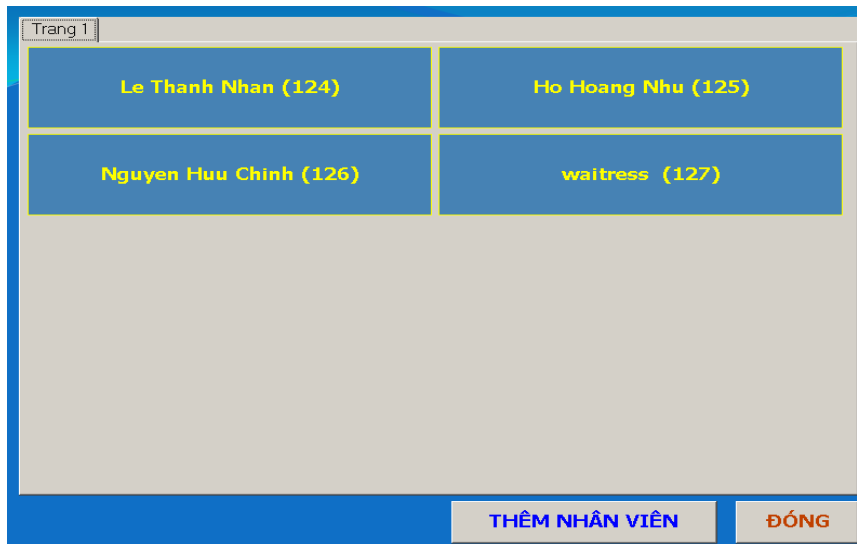 Trang 1
Le Thanh Nhan (124)
Ho Hoang Nhu (125)
Nguyen Huu Chinh (126)
waitress (127)
THÊM NHÂN VIÊN
ĐÓNG